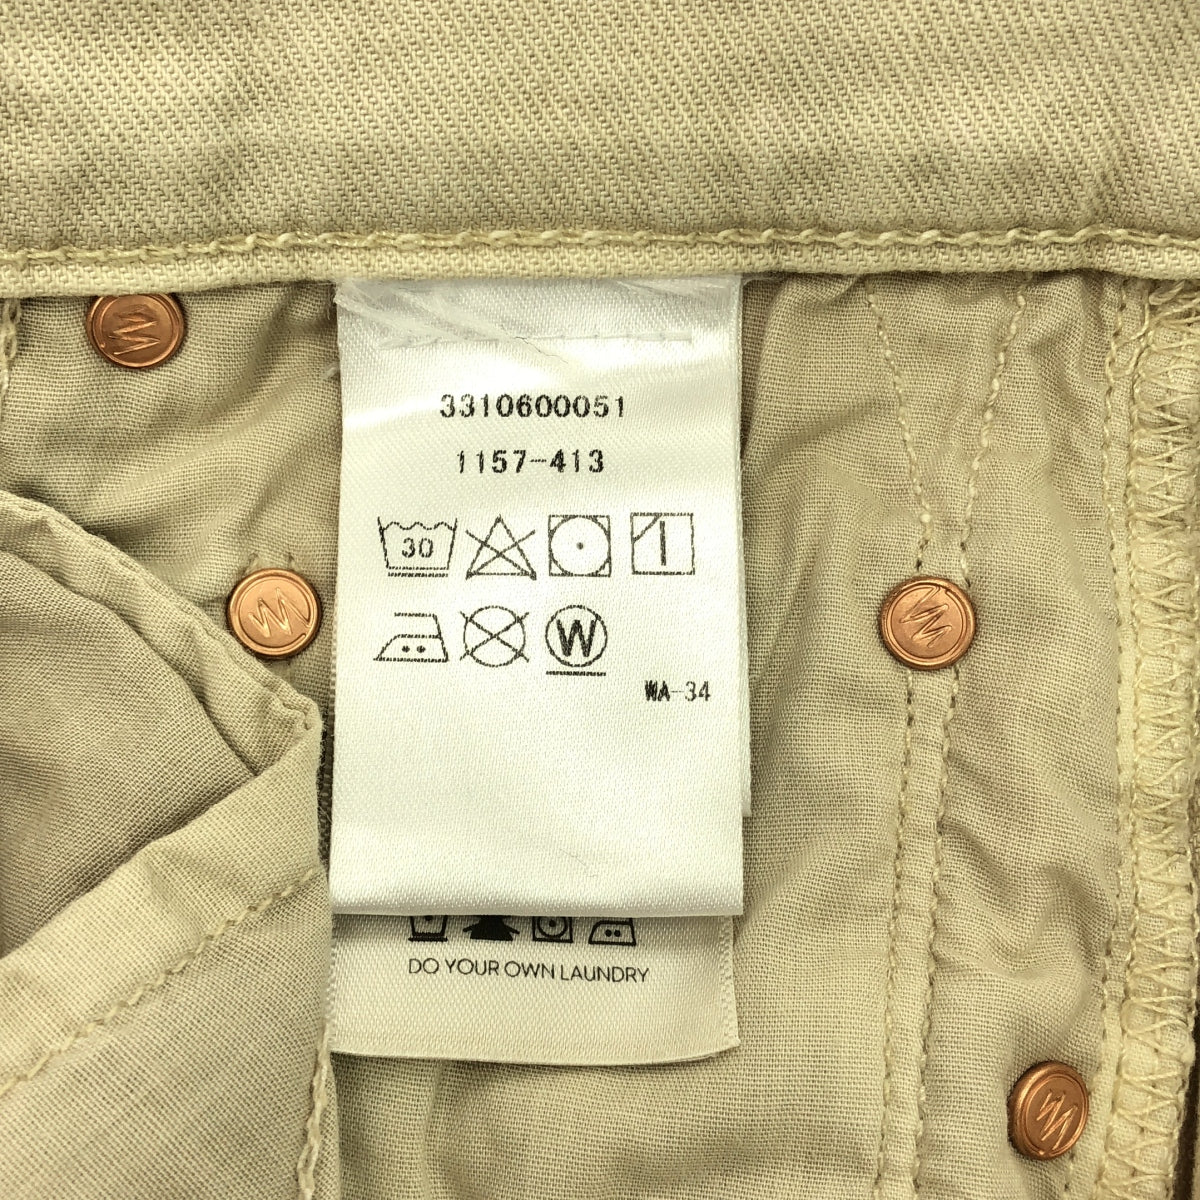 3310600051
1157-413
30
W
WA-34
DO YOUR OWN LAUNDRY